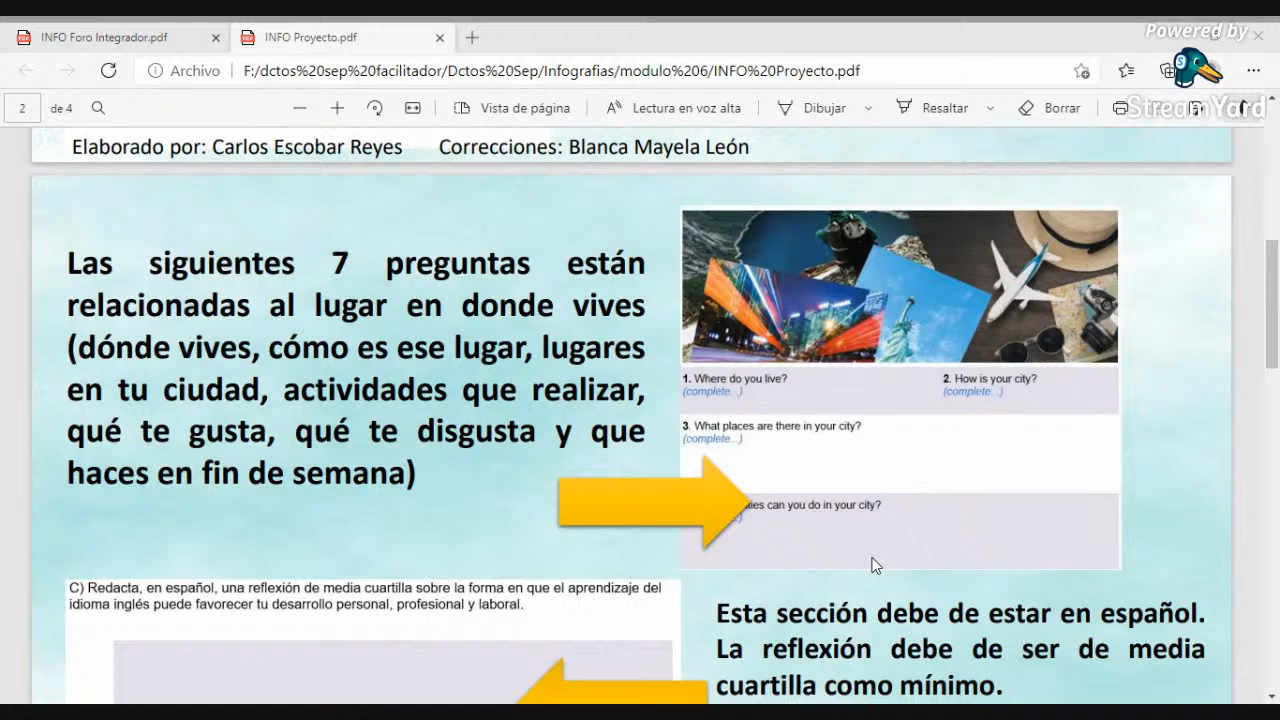 Powered by
StreamYard
INFO Foro Integrador.pdf
INFO Proyecto.pdf
Archivo
F:/dctos%20sep%20facilitador/Dctos%20Sep/Infografias/modulo%206/INFO%20Proyecto.pdf
2 de 4
Vista de página
Lectura en voz alta
Dibujar
Resaltar
Borrar
Elaborado por: Carlos Escobar Reyes Correcciones: Blanca Mayela León
Las siguientes 7 preguntas están
relacionadas al lugar en donde vives
(dónde vives, cómo es ese lugar, lugares
en tu ciudad, actividades que realizar,
qué te gusta, qué te disgusta y que
haces en fin de semana)
1. Where do you live?
(complete...)
2. How is your city?
(complete...)
3. What places are there in your city?
(complete...)
can you do in your city?
C) Redacta, en español, una reflexión de media cuartilla sobre la forma en que el aprendizaje del
idioma inglés puede favorecer tu desarrollo personal, profesional y laboral.
Esta sección debe de estar en español.
La reflexión debe de ser de media
cuartilla como mínimo.